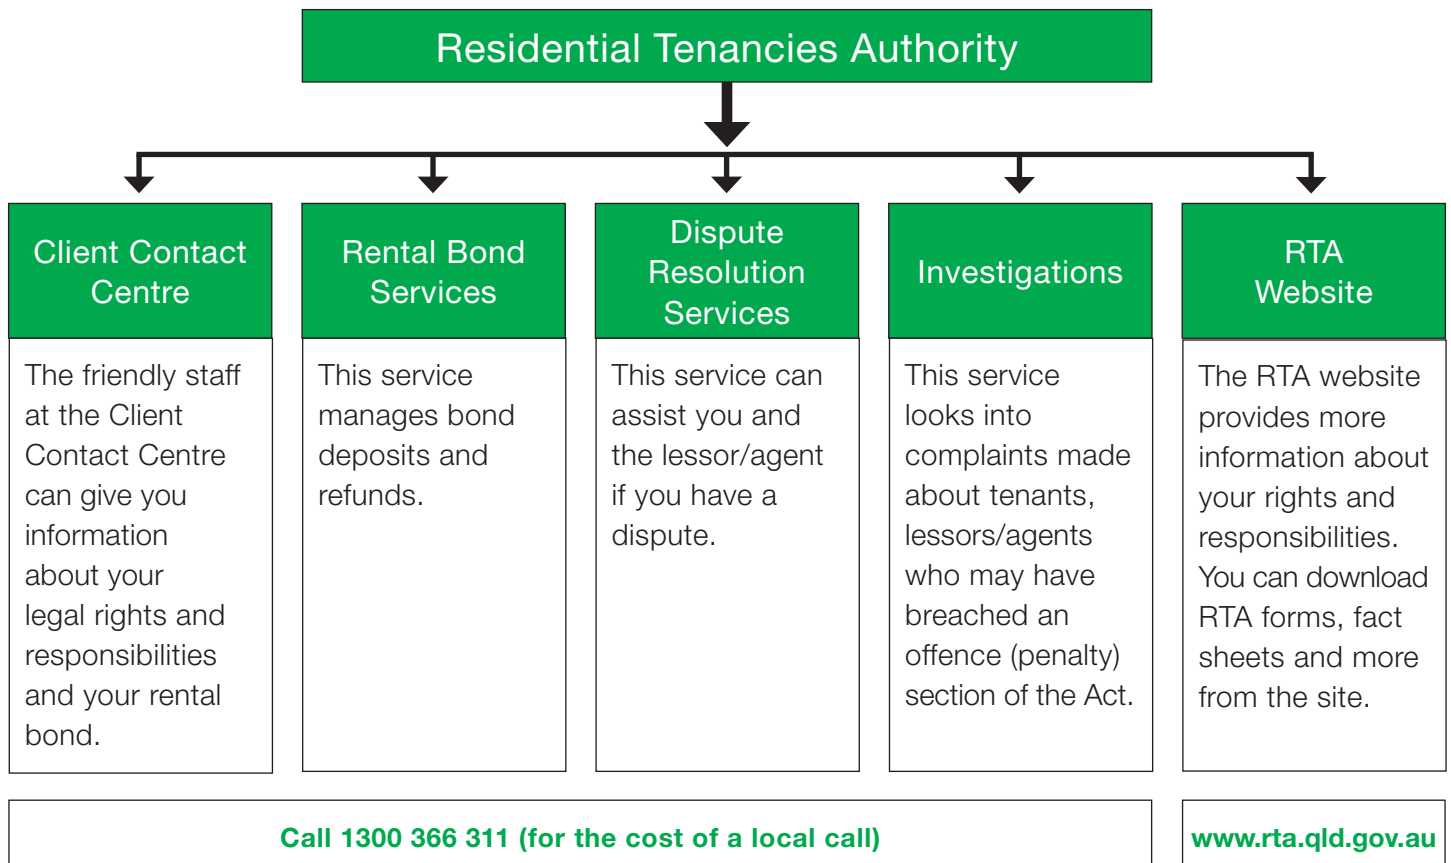 Residential Tenancies Authority
Client Contact
Centre
The friendly staff
at the Client
Contact Centre
can give you
information
about your
legal rights and
responsibilities
and your rental
bond.
Rental Bond
Services
This service
manages bond
deposits and
refunds.
Dispute
Resolution
Services
This service can
assist you and
the lessor/agent
if you have a
dispute.
Investigations
This service
looks into
complaints made
about tenants,
lessors/agents
who may have
breached an
offence (penalty)
section of the Act.
RTA
Website
The RTA website
provides more
information about
your rights and
responsibilities.
You can download
RTA forms, fact
sheets and more
from the site.
Call 1300 366 311 (for the cost of a local call)
www.rta.qld.gov.au